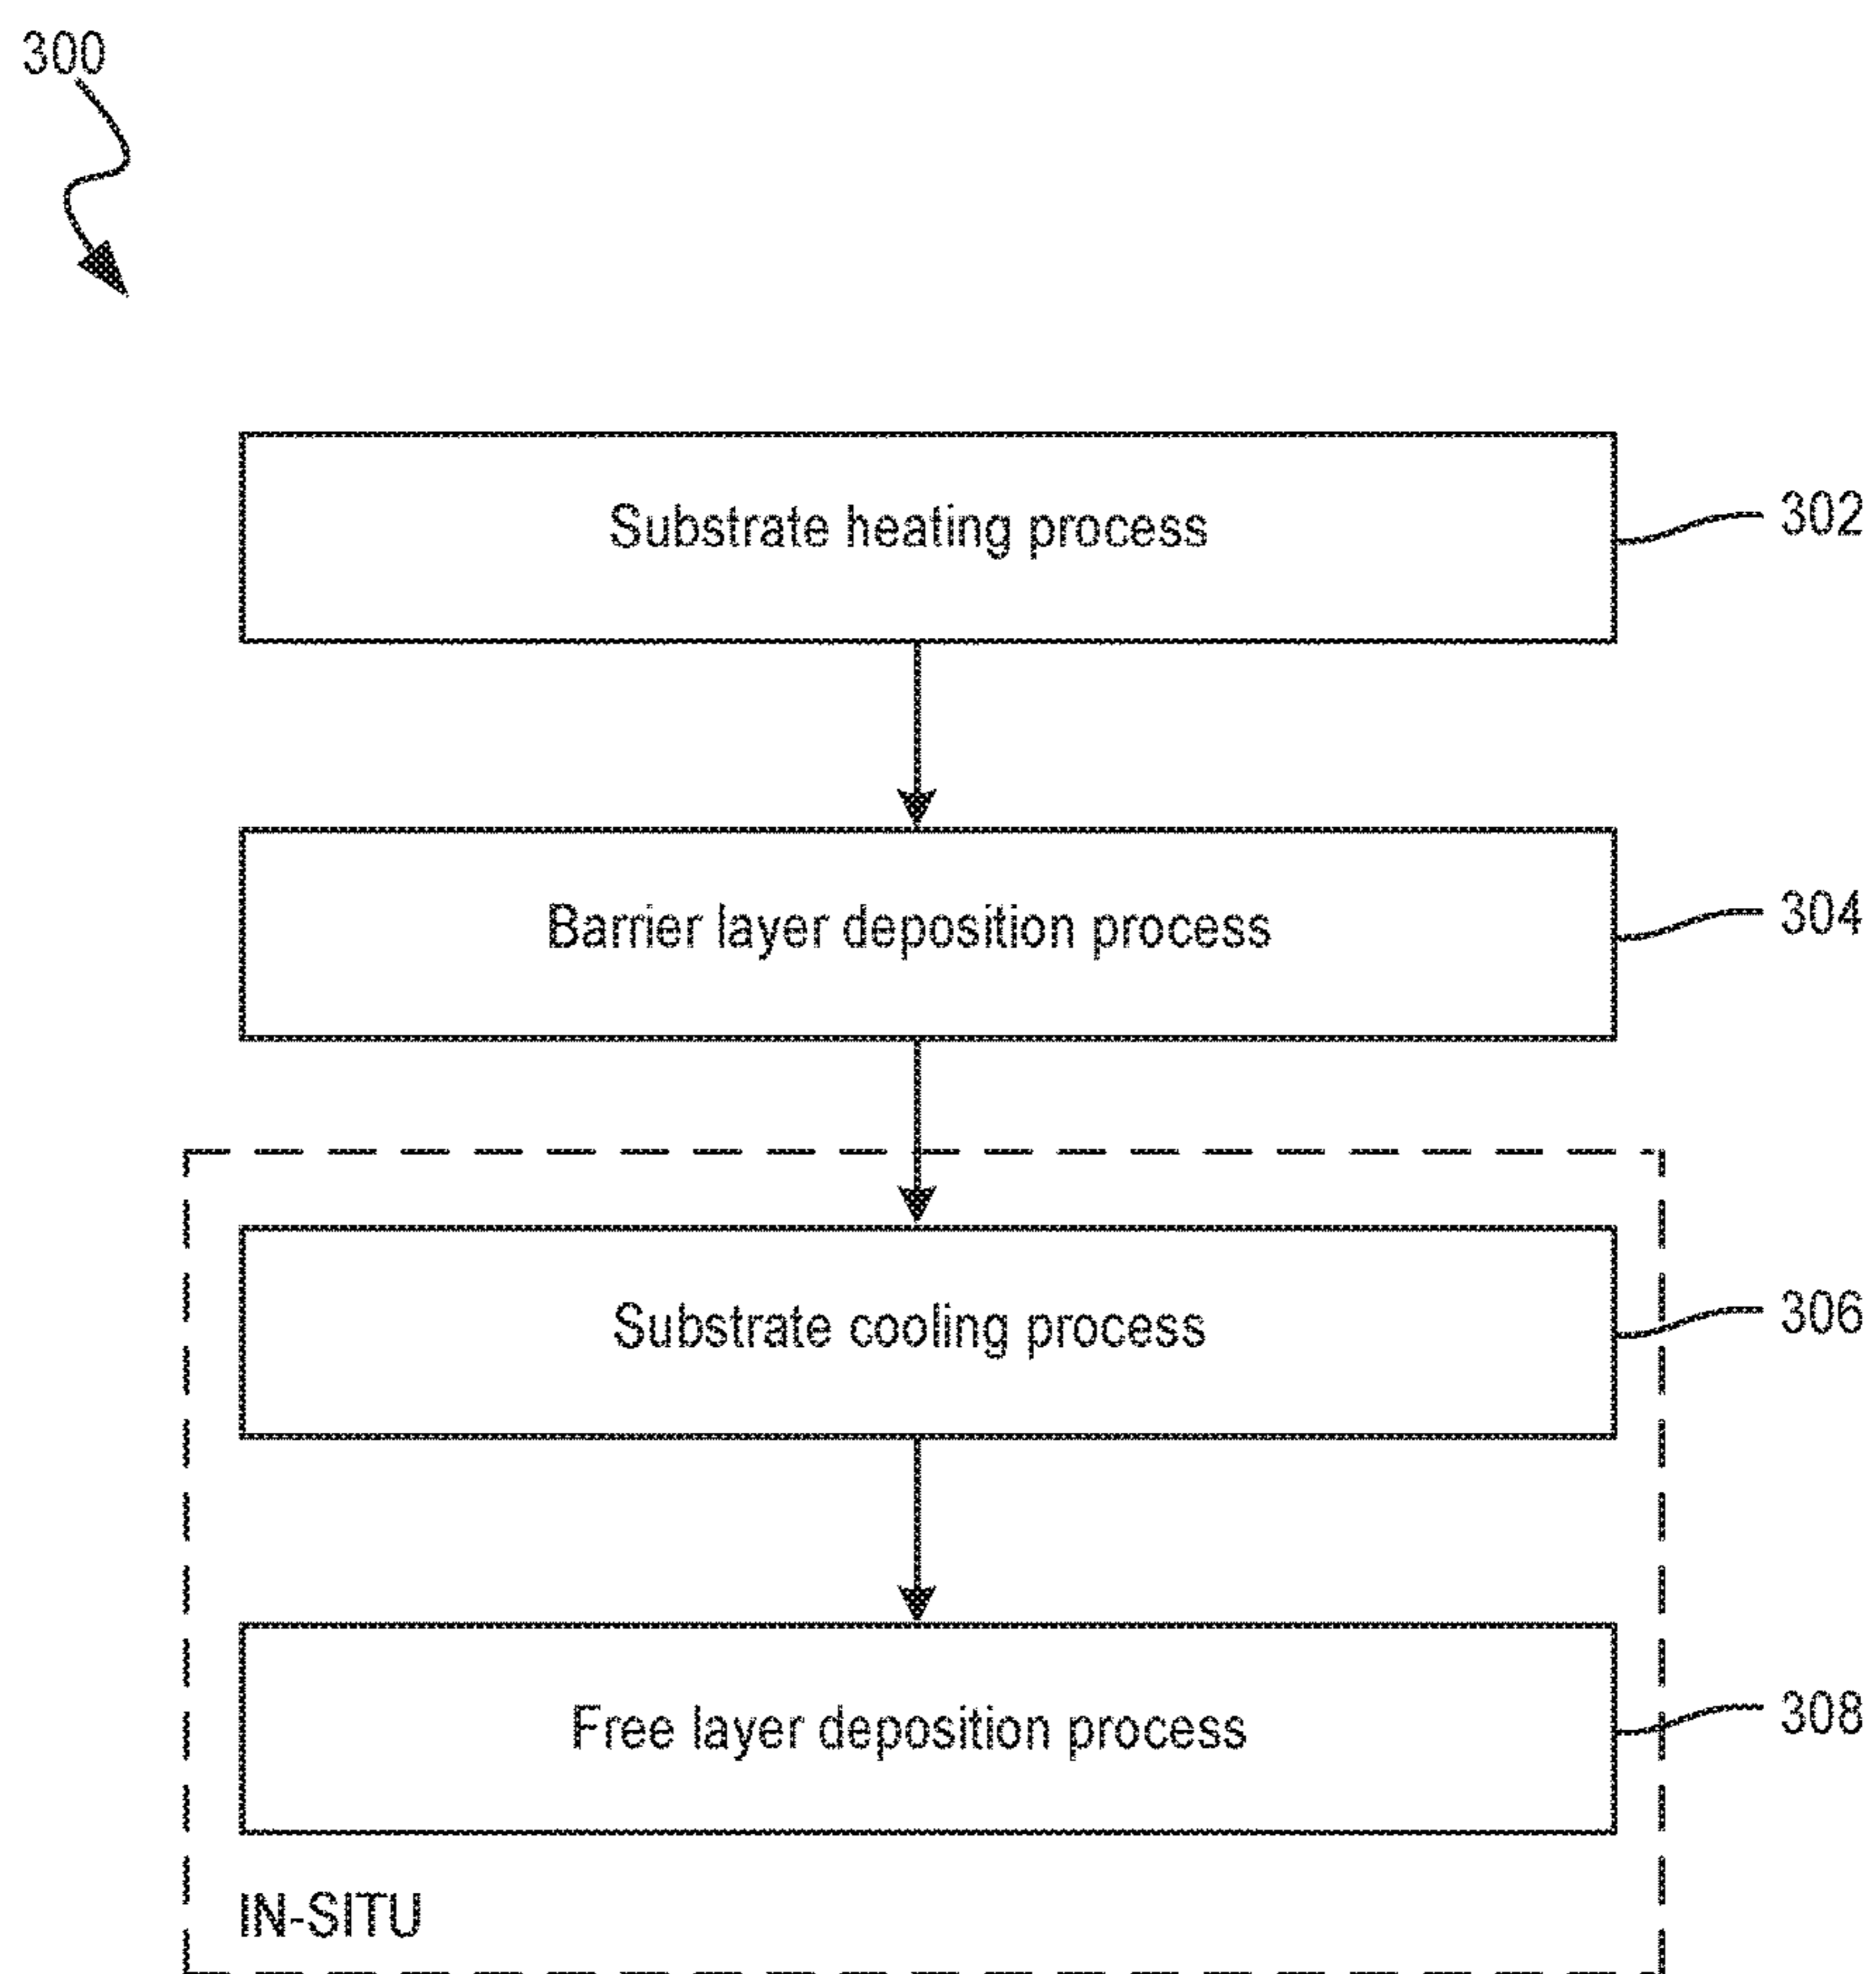 300
Substrate heating process
302
Barrier layer deposition process
304
Substrate cooling process
306
Free layer deposition process
308
IN-SITU